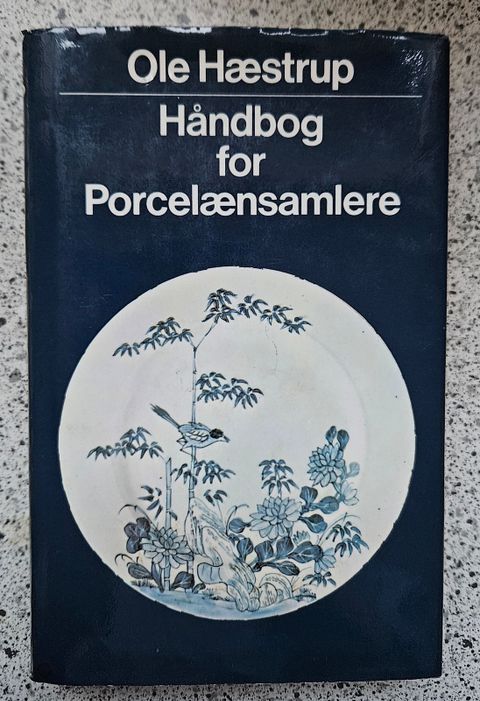 Ole Hæstrup
Håndbog
for
Porcelænsamlere